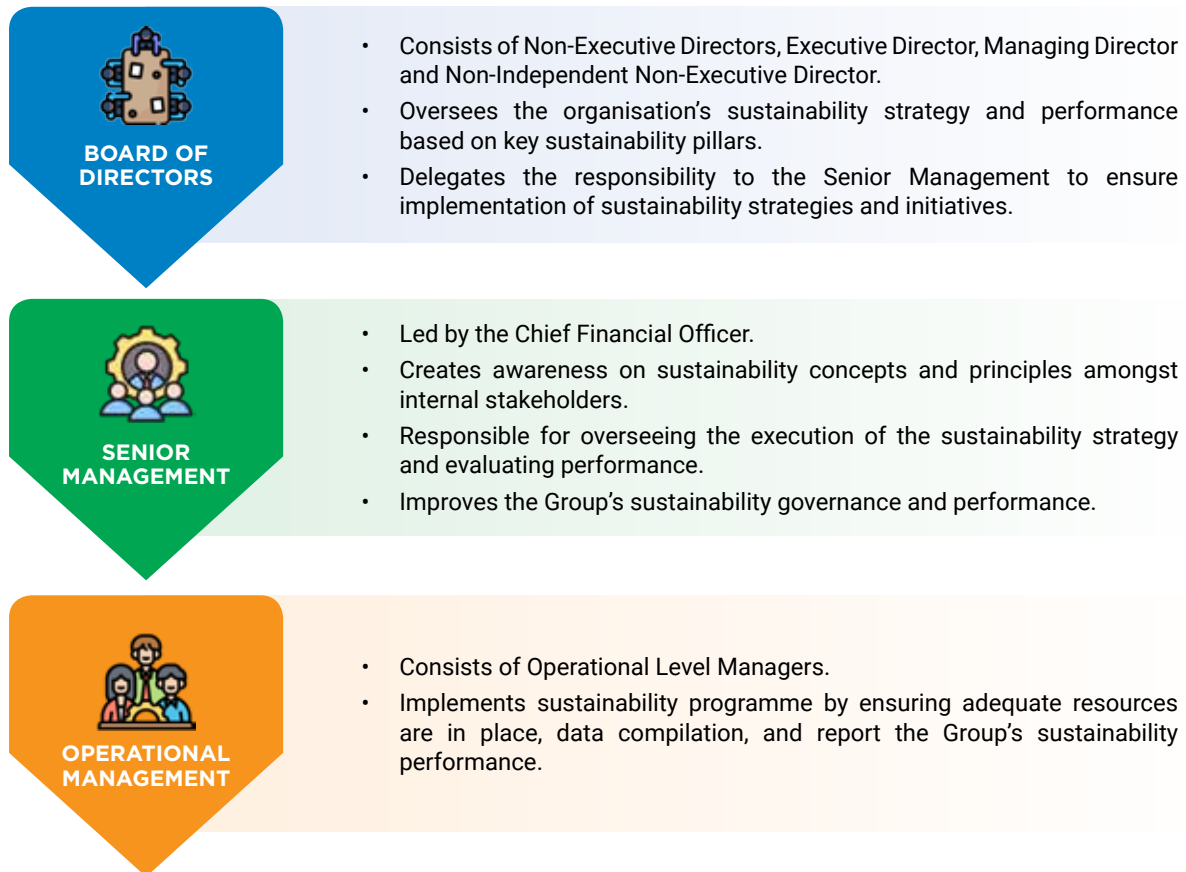 BOARD OF
DIRECTORS
• Consists of Non-Executive Directors, Executive Director, Managing Director
and Non-Independent Non-Executive Director.
• Oversees the organisation's sustainability strategy and performance
based on key sustainability pillars.
• Delegates the responsibility to the Senior Management to ensure
implementation of sustainability strategies and initiatives.
SENIOR
MANAGEMENT
• Led by the Chief Financial Officer.
• Creates awareness on sustainability concepts and principles amongst
internal stakeholders.
• Responsible for overseeing the execution of the sustainability strategy
and evaluating performance.
• Improves the Group's sustainability governance and performance.
OPERATIONAL
MANAGEMENT
• Consists of Operational Level Managers.
• Implements sustainability programme by ensuring adequate resources
are in place, data compilation, and report the Group's sustainability
performance.